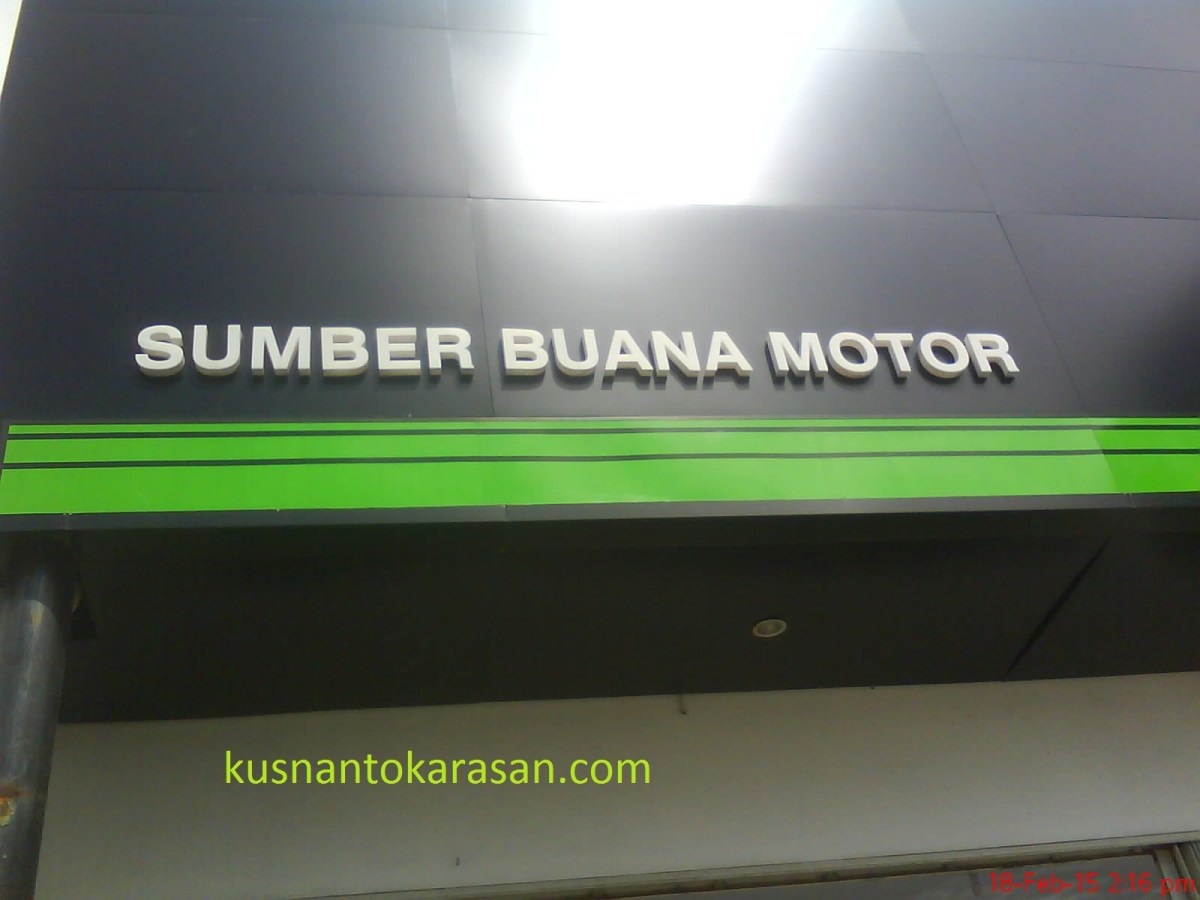 SUMBER BUANA MOTOR
kusnantokarasan.com
18-Feb-15 2:16 pm